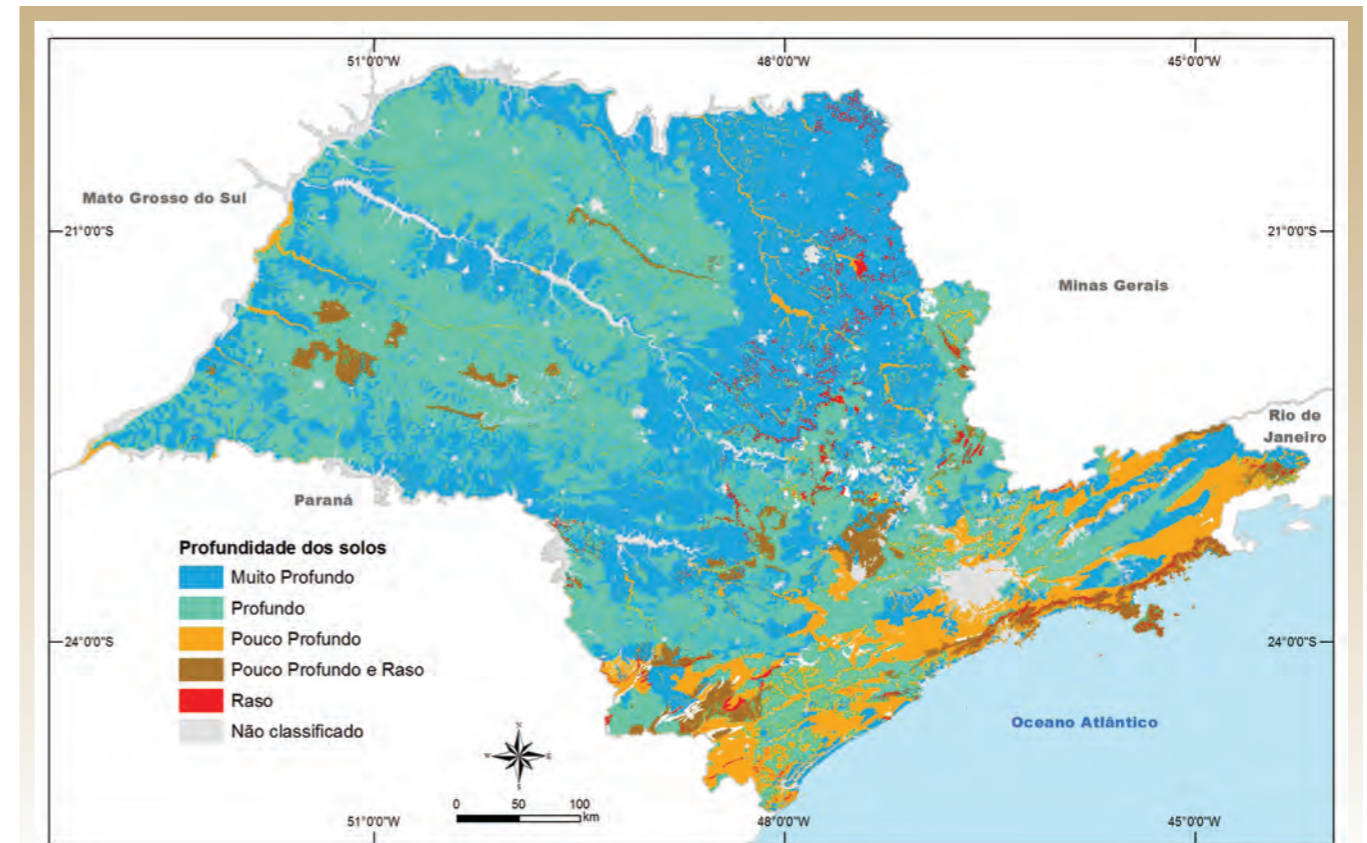 51°0'0"W
48°0'0"W
45°0'0"W
Mato Grosso do Sul
21°0'0"S
21°0'0"S
Minas Gerais
Rio de
Janeiro
Paraná
Profundidade dos solos
Muito Profundo
Profundo
Pouco Profundo
24°0'0"S
24°0'0"S
Pouco Profundo e Raso
Raso
Oceano Atlântico
Não classificado
N
W
E
S
0 50 100
km
51°0'0"W
48°0'0"W
45°0'0"W